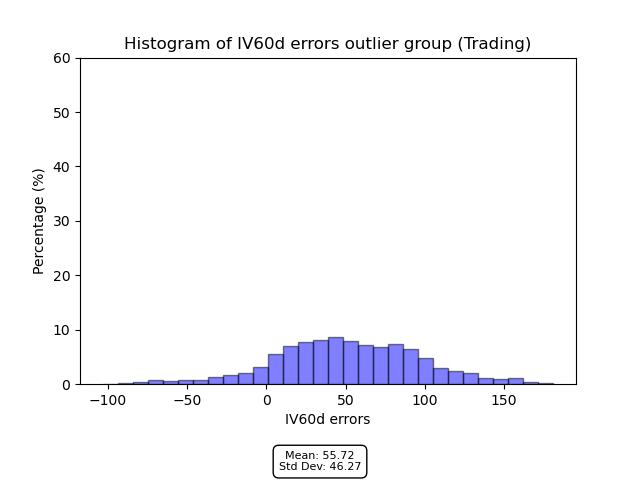 Histogram of IV60d errors outlier group (Trading)
60
50
40
30
20
10
0
Percentage (%)
−100 −50 0 50 100 150
IV60d errors
Mean: 55.72
Std Dev: 46.27